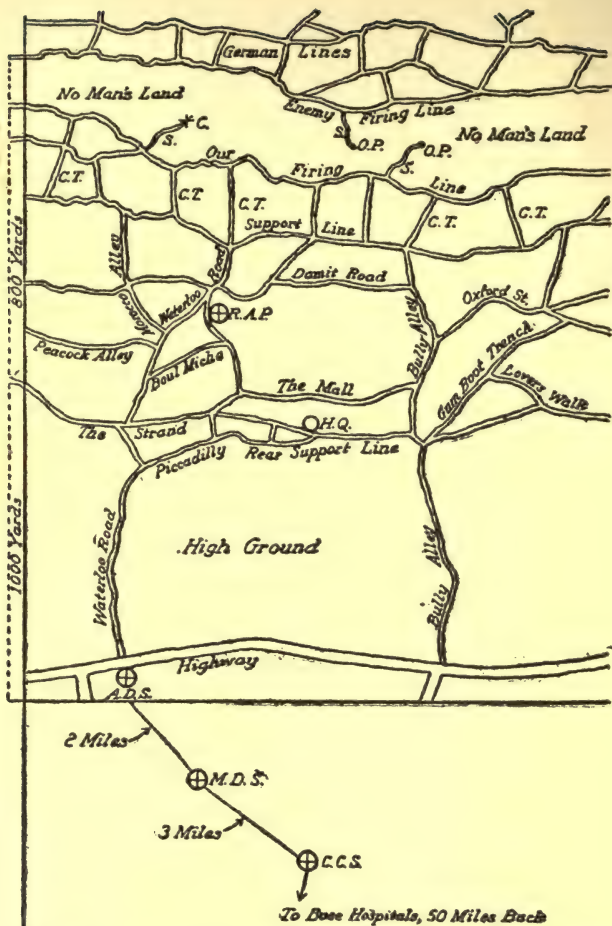 German Lines
No Man's Land
Enemy Firing Line
C.
S.
S.
O.P.
O.P.
No Man's Land
S.
Our Firing Line
C.T.
C.T.
C.T.
C.T.
C.T.
Support Line
800 Yards
Alley
Waterloo Road
Damit Road
Oxford St.
R.A.P.
Peacock Alley
Bully Alley
Gum Boot Trench
Lovers Walk
Boul Miche
The Mall
The Strand
H.Q.
Piccadilly
Rear Support Line
1000 Yards
Waterloo Road
High Ground
Bully Alley
Highway
A.D.S.
2 Miles
M.D.S.
3 Miles
C.C.S.
To Base Hospitals, 50 Miles Back